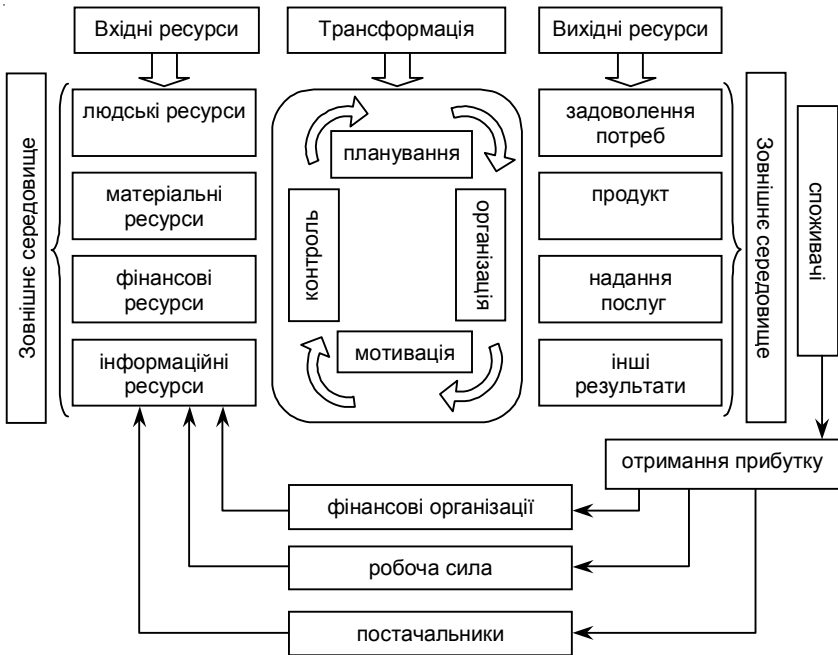 Вхідні ресурси
Трансформація
Вихідні ресурси
Зовнішнє середовище
людські ресурси
матеріальні
ресурси
фінансові
ресурси
інформаційні
ресурси
планування
організація
мотивація
контроль
задоволення
потреб
продукт
надання
послуг
інші
результати
Зовнішнє середовище
споживачі
отримання прибутку
фінансові організації
робоча сила
постачальники